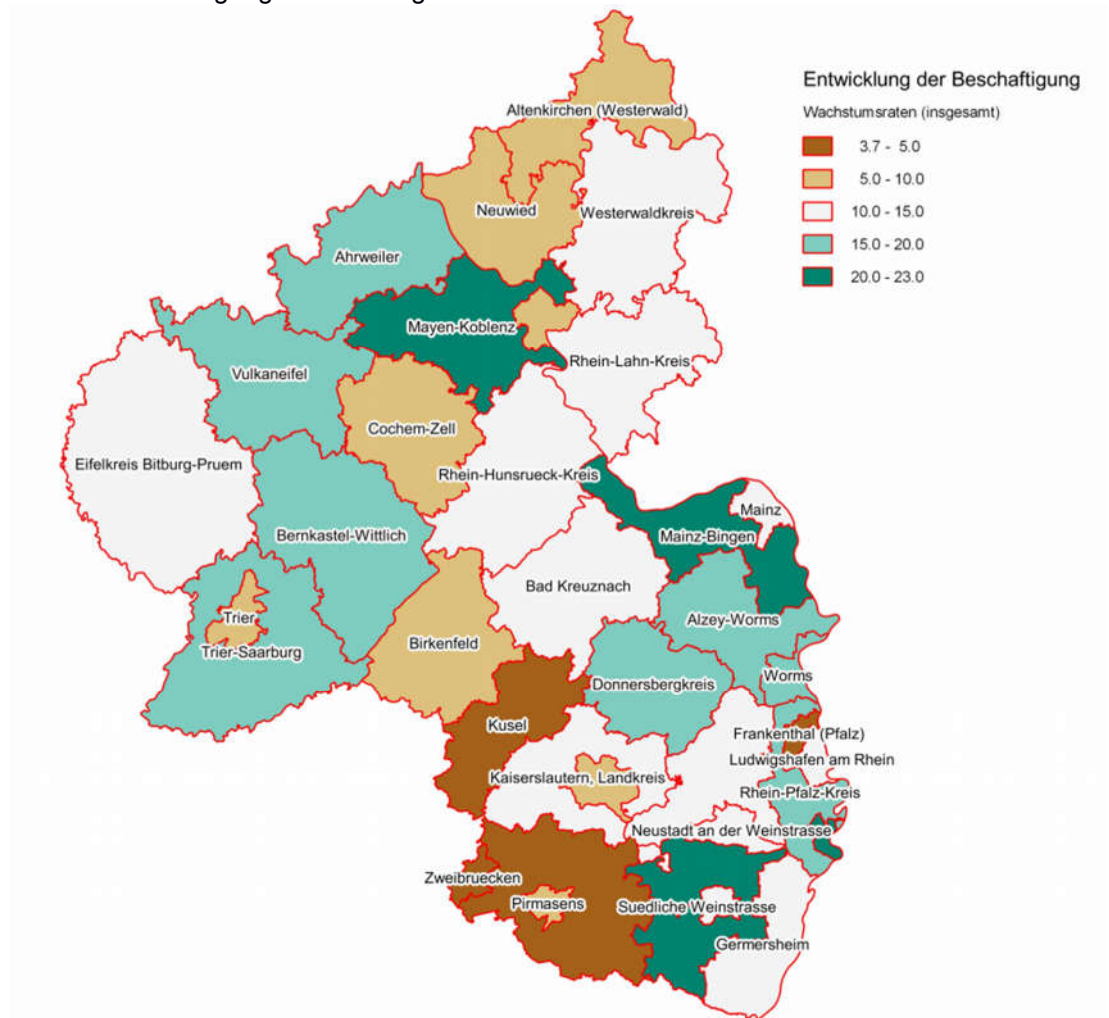 Entwicklung der Beschaftigung
Wachstumsraten (insgesamt)
3.7 - 5.0
5.0 - 10.0
10.0 - 15.0
15.0 - 20.0
20.0 - 23.0
Altenkirchen (Westerwald)
Neuwied
Westerwaldkreis
Ahrweiler
Mayen-Koblenz
Rhein-Lahn-Kreis
Vulkaneifel
Cochem-Zell
Eifelkreis Bitburg-Pruem
Rhein-Hunsrueck-Kreis
Mainz
Bernkastel-Wittlich
Mainz-Bingen
Bad Kreuznach
Trier
Alzey-Worms
Birkenfeld
Trier-Saarburg
Worms
Donnersbergkreis
Kusel
Frankenthal (Pfalz)
Ludwigshafen am Rhein
Kaiserslautern, Landkreis
Rhein-Pfalz-Kreis
Neustadt an der Weinstrasse
Zweibruecken
Pirmasens
Suedliche Weinstrasse
Germersheim